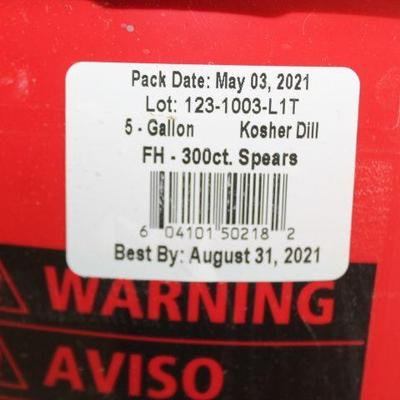 Pack Date: May 03, 2021
Lot: 123-1003-L1T
5 - Gallon Kosher Dill
FH - 300ct. Spears
6 04101 50218 2
Best By: August 31, 2021
WARNING
AVISO